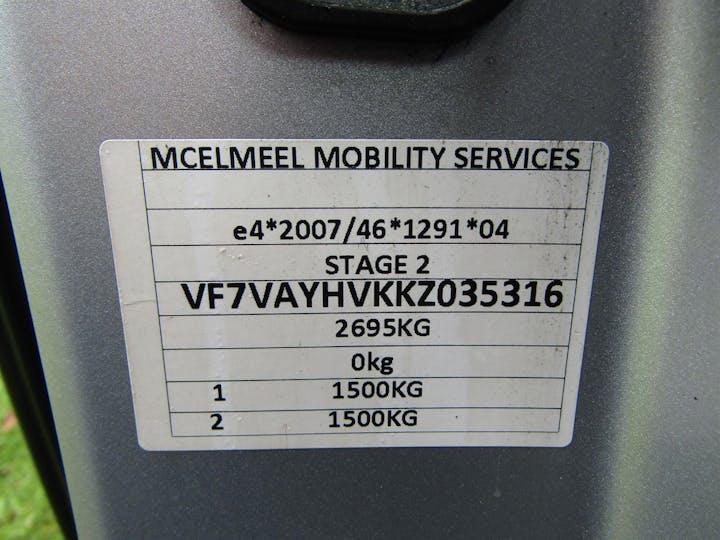 MCELMEEL MOBILITY SERVICES
e4*2007/46*1291*04
STAGE 2
VF7VAYHVKKZ035316
2695KG
0kg
1 1500KG
2 1500KG